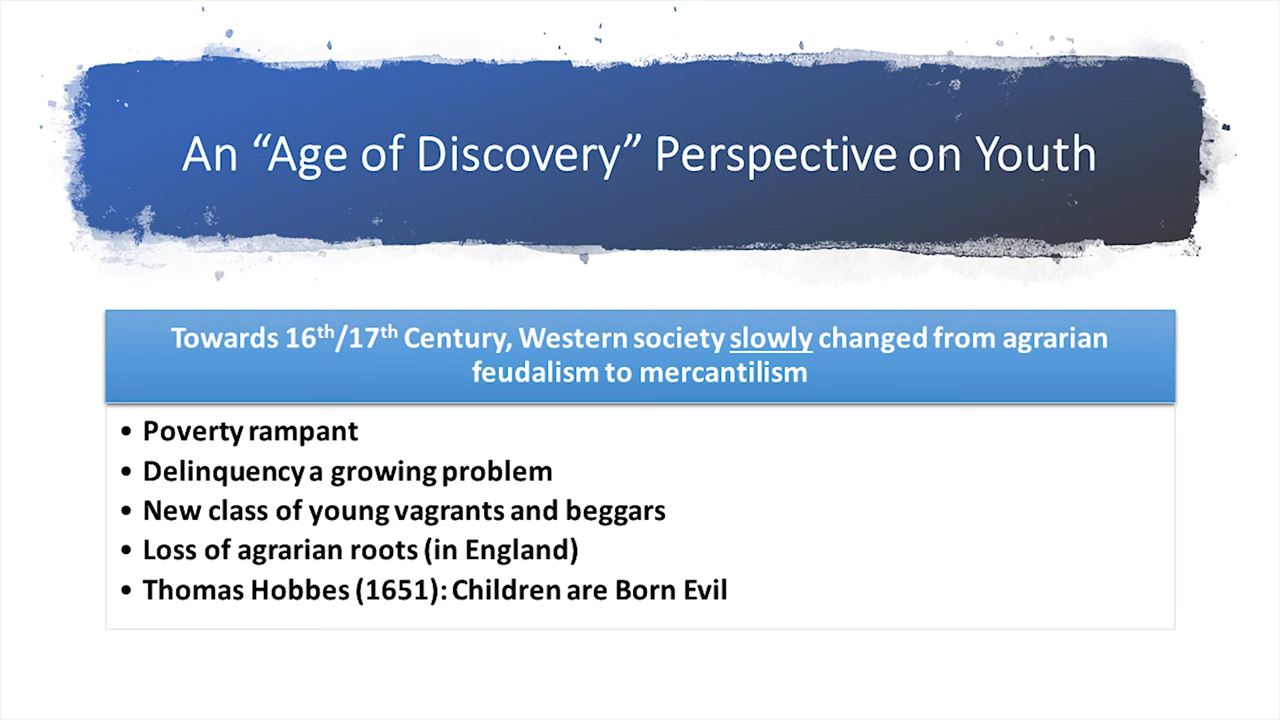 An “Age of Discovery” Perspective on Youth
Towards 16th/17th Century, Western society slowly changed from agrarian
feudalism to mercantilism
• Poverty rampant
• Delinquency a growing problem
• New class of young vagrants and beggars
• Loss of agrarian roots (in England)
• Thomas Hobbes (1651): Children are Born Evil